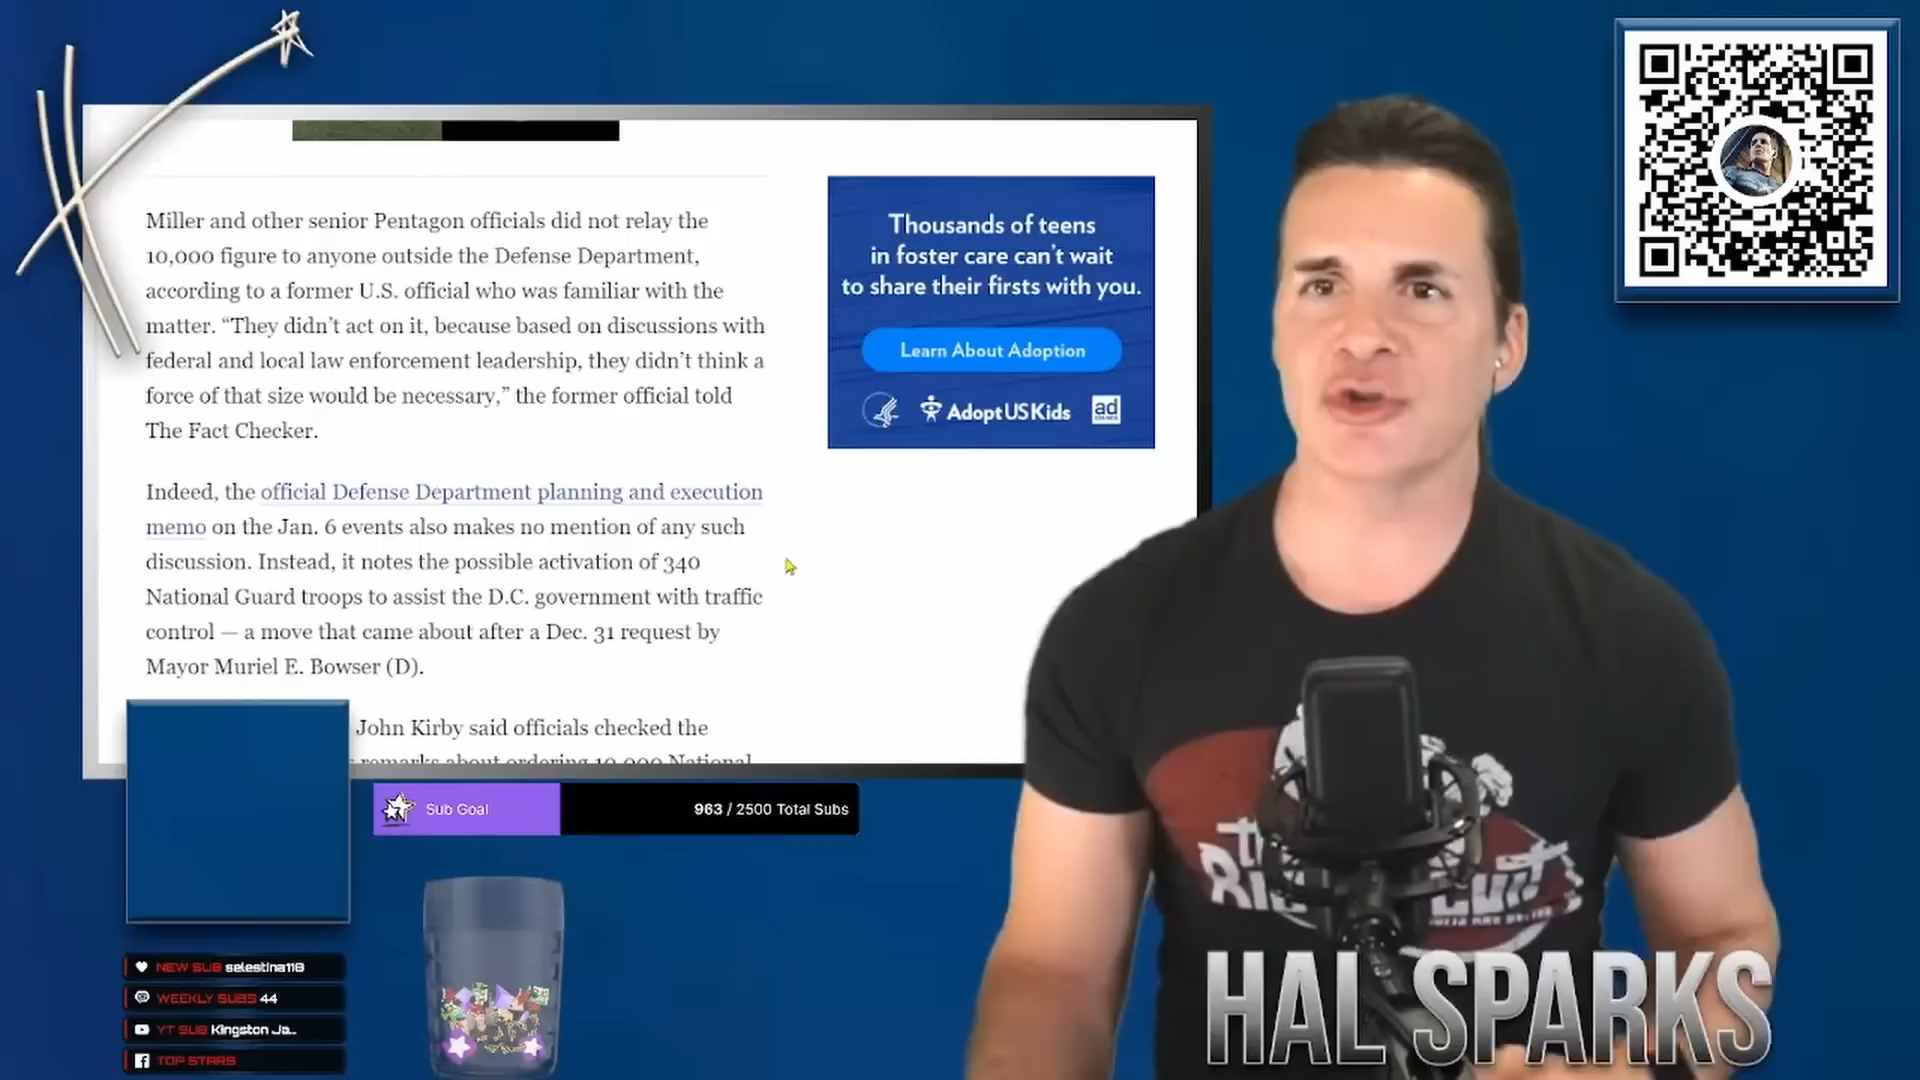 Miller and other senior Pentagon officials did not relay the
10,000 figure to anyone outside the Defense Department,
according to a former U.S. official who was familiar with the
matter. “They didn’t act on it, because based on discussions with
federal and local law enforcement leadership, they didn’t think a
force of that size would be necessary,” the former official told
The Fact Checker.
Indeed, the official Defense Department planning and execution
memo on the Jan. 6 events also makes no mention of any such
discussion. Instead, it notes the possible activation of 340
National Guard troops to assist the D.C. government with traffic
control — a move that came about after a Dec. 31 request by
Mayor Muriel E. Bowser (D).
John Kirby said officials checked the
remarks about ordering 10,000 National
Thousands of teens
in foster care can’t wait
to share their firsts with you.
Learn About Adoption
AdoptUSKids
ad
Sub Goal
963 / 2500 Total Subs
NEW SUB selestina118
WEEKLY SUBS 44
YT SUB Kingston Ja...
TOP STARS
HAL SPARKS